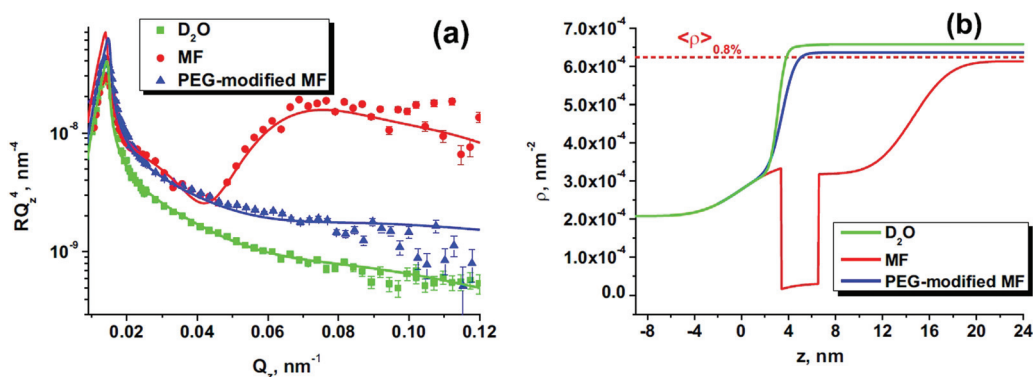 (a)
D₂O
MF
PEG-modified MF
RQ_z⁴, nm⁻⁴
10⁻⁸
10⁻⁹
0.02 0.04 0.06 0.08 0.10 0.12
Q_z, nm⁻¹
(b)
<ρ>0.8%
7.0x10⁻⁴
6.0x10⁻⁴
5.0x10⁻⁴
4.0x10⁻⁴
3.0x10⁻⁴
2.0x10⁻⁴
1.0x10⁻⁴
0.0
ρ, nm⁻²
D₂O
MF
PEG-modified MF
-8 -4 0 4 8 12 16 20 24
z, nm